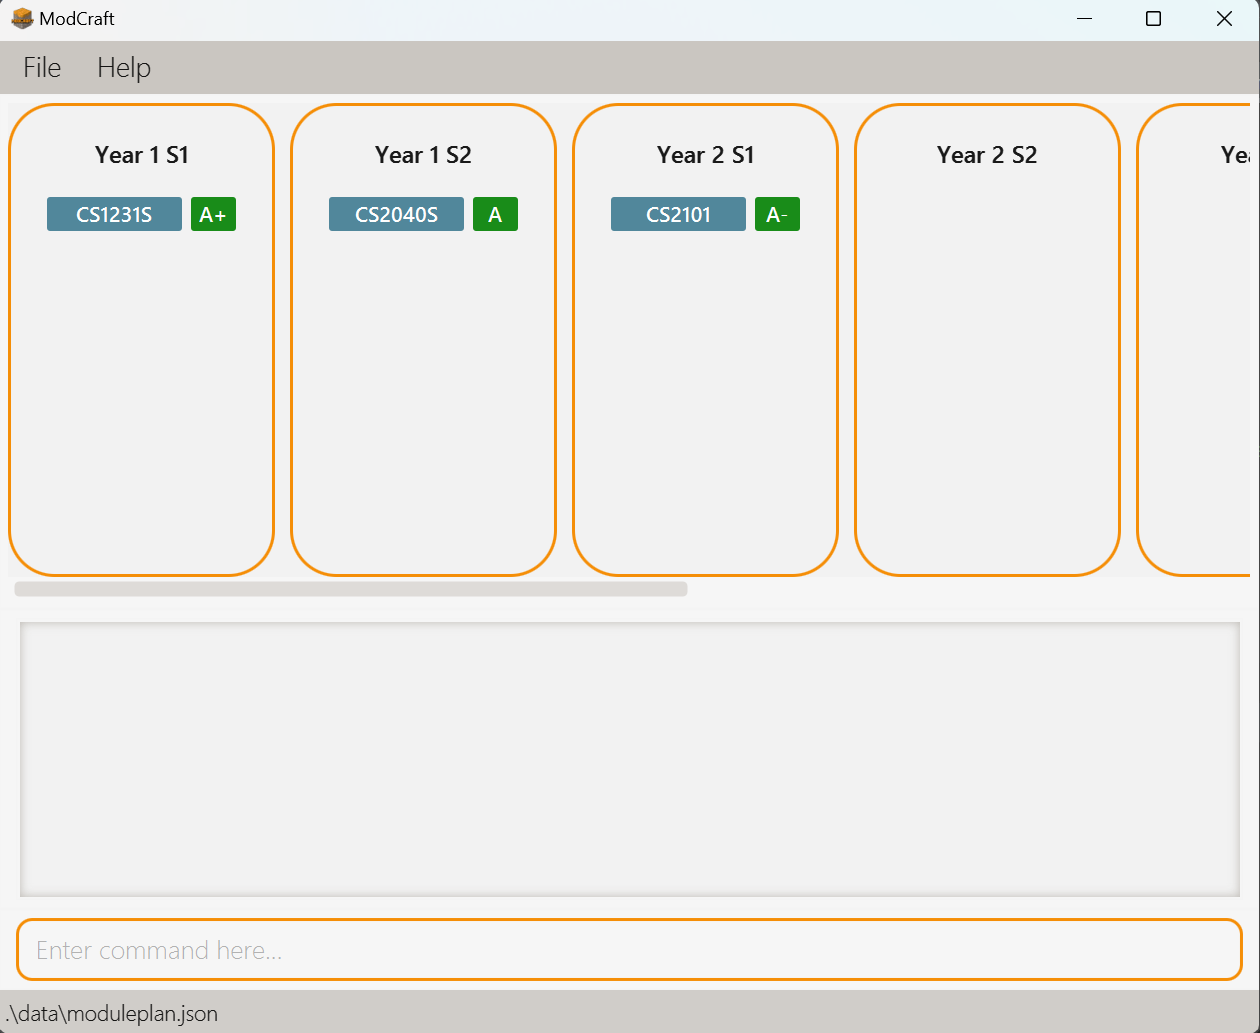 ModCraft
File Help
Year 1 S1 Year 1 S2 Year 2 S1 Year 2 S2
CS1231S A+ CS2040S A CS2101 A-
Enter command here...
.\data\moduleplan.json